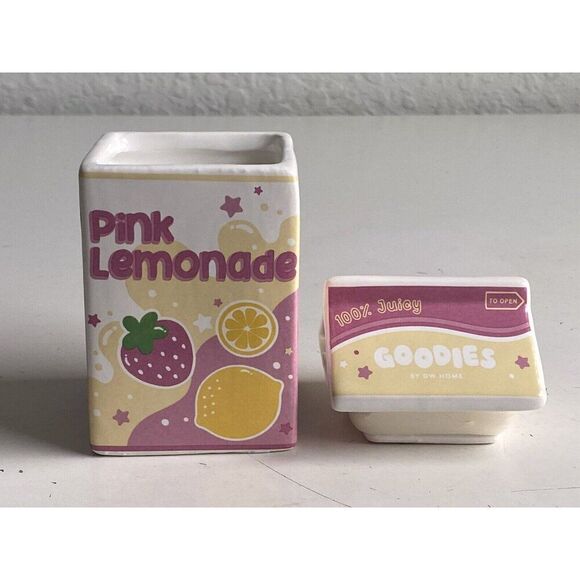 Pink
Lemonade
100% Juicy
TO OPEN
GOODIES
BY DW HOME